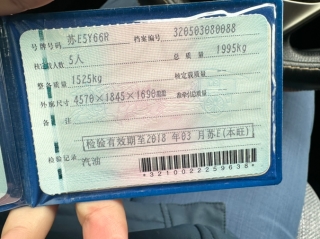 号牌号码 苏E5Y66R 档案编号 320503080088
核定载人数 5人 总质量 1995kg
整备质量 1525kg 核定载质量 --
外廓尺寸 4570×1845×1690mm 准牵引总质量 --
备注
检验有效期至2018年03月苏E(本旺)
检验记录 汽油
*3210022259638*